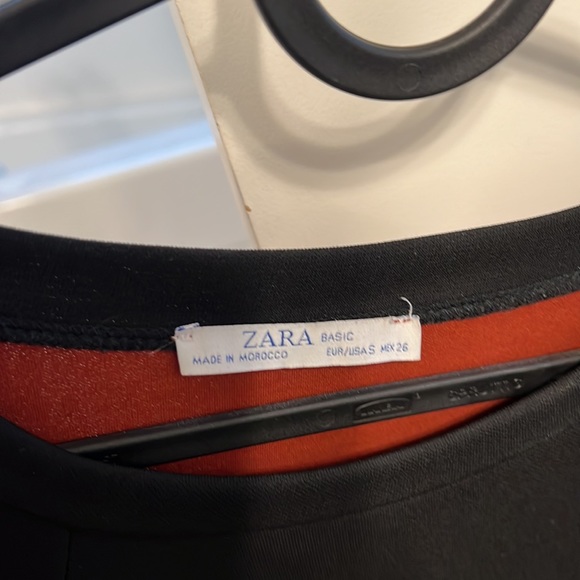 ZARA BASIC
MADE IN MOROCCO EUR/USA S MEX 26